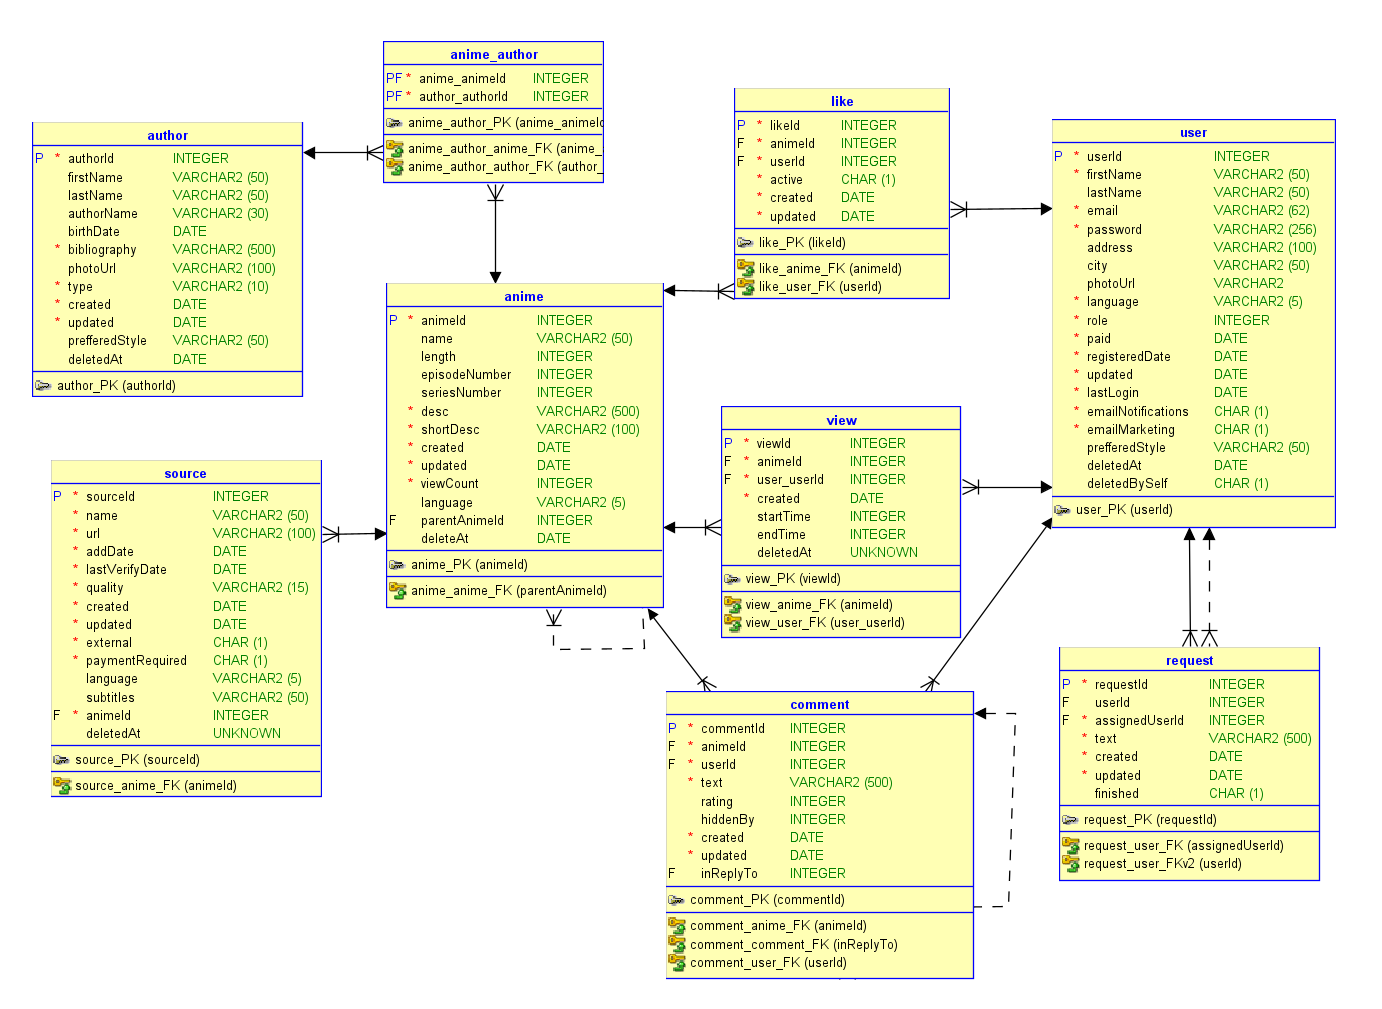 anime_author
PF * anime_animeId INTEGER
PF * author_authorId INTEGER
anime_author_PK (anime_animeId
anime_author_anime_FK (anime_
anime_author_author_FK (author_
author
P * authorId INTEGER
firstName VARCHAR2 (50)
lastName VARCHAR2 (50)
authorName VARCHAR2 (30)
birthDate DATE
* bibliography VARCHAR2 (500)
photoUrl VARCHAR2 (100)
* type VARCHAR2 (10)
* created DATE
* updated DATE
prefferedStyle VARCHAR2 (50)
deletedAt DATE
author_PK (authorId)
like
P * likeId INTEGER
F * animeId INTEGER
F * userId INTEGER
* active CHAR (1)
* created DATE
* updated DATE
like_PK (likeId)
like_anime_FK (animeId)
like_user_FK (userId)
user
P * userId INTEGER
* firstName VARCHAR2 (50)
lastName VARCHAR2 (50)
* email VARCHAR2 (62)
* password VARCHAR2 (256)
address VARCHAR2 (100)
city VARCHAR2 (50)
photoUrl VARCHAR2
* language VARCHAR2 (5)
* role INTEGER
* paid DATE
* registeredDate DATE
* updated DATE
* lastLogin DATE
* emailNotifications CHAR (1)
* emailMarketing CHAR (1)
prefferedStyle VARCHAR2 (50)
deletedAt DATE
deletedBySelf CHAR (1)
user_PK (userId)
anime
P * animeId INTEGER
name VARCHAR2 (50)
length INTEGER
episodeNumber INTEGER
seriesNumber INTEGER
* desc VARCHAR2 (500)
* shortDesc VARCHAR2 (100)
* created DATE
* updated DATE
* viewCount INTEGER
language VARCHAR2 (5)
F parentAnimeId INTEGER
deleteAt DATE
anime_PK (animeId)
anime_anime_FK (parentAnimeId)
view
P * viewId INTEGER
F * animeId INTEGER
F * user_userId INTEGER
* created DATE
startTime INTEGER
endTime INTEGER
deletedAt UNKNOWN
view_PK (viewId)
view_anime_FK (animeId)
view_user_FK (user_userId)
source
P * sourceId INTEGER
* name VARCHAR2 (50)
* url VARCHAR2 (100)
* addDate DATE
* lastVerifyDate DATE
* quality VARCHAR2 (15)
* created DATE
* updated DATE
* external CHAR (1)
* paymentRequired CHAR (1)
language VARCHAR2 (5)
subtitles VARCHAR2 (50)
F * animeId INTEGER
deletedAt UNKNOWN
source_PK (sourceId)
source_anime_FK (animeId)
comment
P * commentId INTEGER
F * animeId INTEGER
F * userId INTEGER
* text VARCHAR2 (500)
rating INTEGER
hiddenBy INTEGER
* created DATE
* updated DATE
F inReplyTo INTEGER
comment_PK (commentId)
comment_anime_FK (animeId)
comment_comment_FK (inReplyTo)
comment_user_FK (userId)
request
P * requestId INTEGER
F userId INTEGER
F * assignedUserId INTEGER
* text VARCHAR2 (500)
* created DATE
* updated DATE
finished CHAR (1)
request_PK (requestId)
request_user_FK (assignedUserId)
request_user_FKv2 (userId)